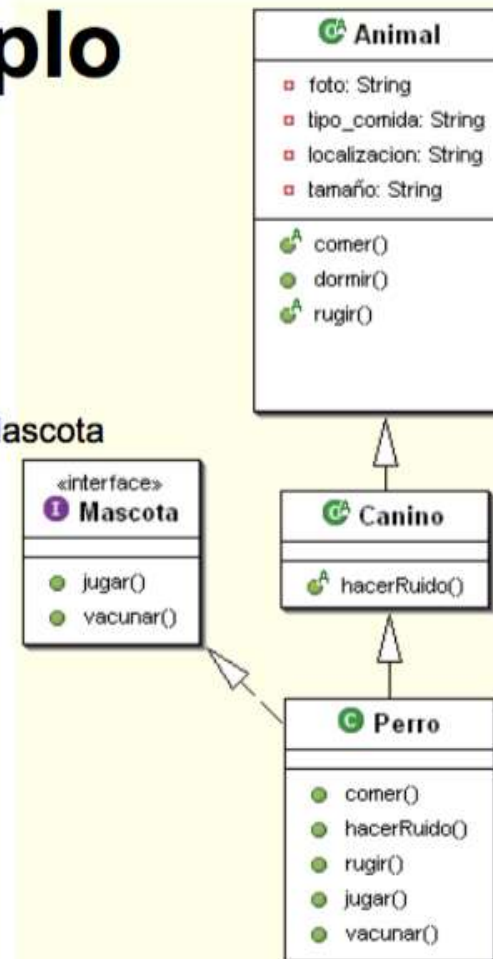 plo
Animal
foto: String
tipo_comida: String
localizacion: String
tamaño: String
comer()
dormir()
rugir()
ascota
«interface»
Mascota
jugar()
vacunar()
Canino
hacerRuido()
Perro
comer()
hacerRuido()
rugir()
jugar()
vacunar()